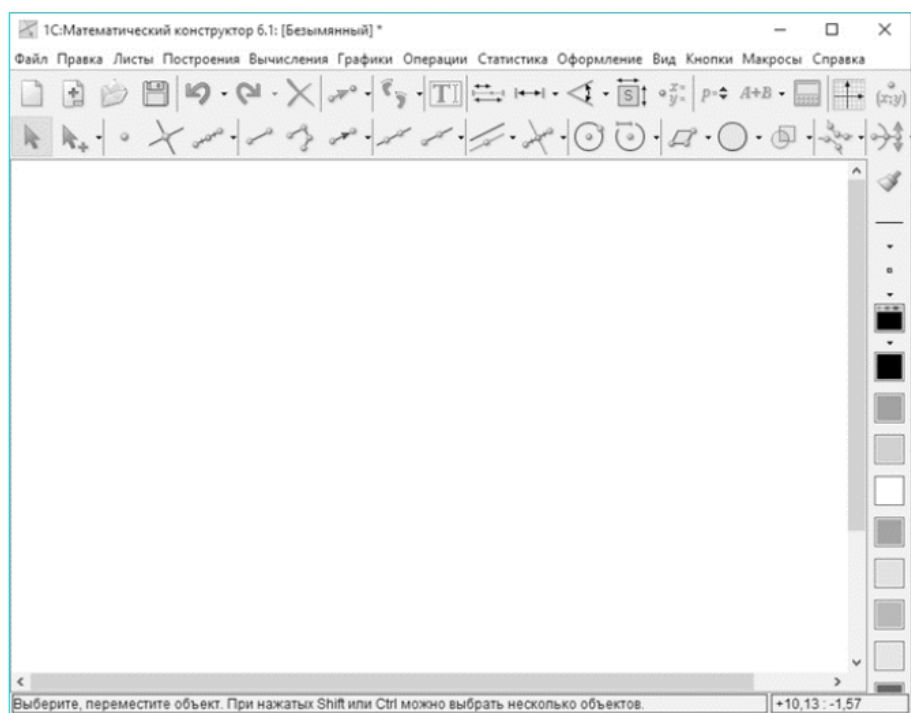 1С:Математический конструктор 6.1: [Безымянный] *
Файл Правка Листы Построения Вычисления Графики Операции Статистика Оформление Вид Кнопки Макросы Справка
T S x= y= p= A+B (x;y)
Выберите, переместите объект. При нажатых Shift или Ctrl можно выбрать несколько объектов. +10,13 : -1,57